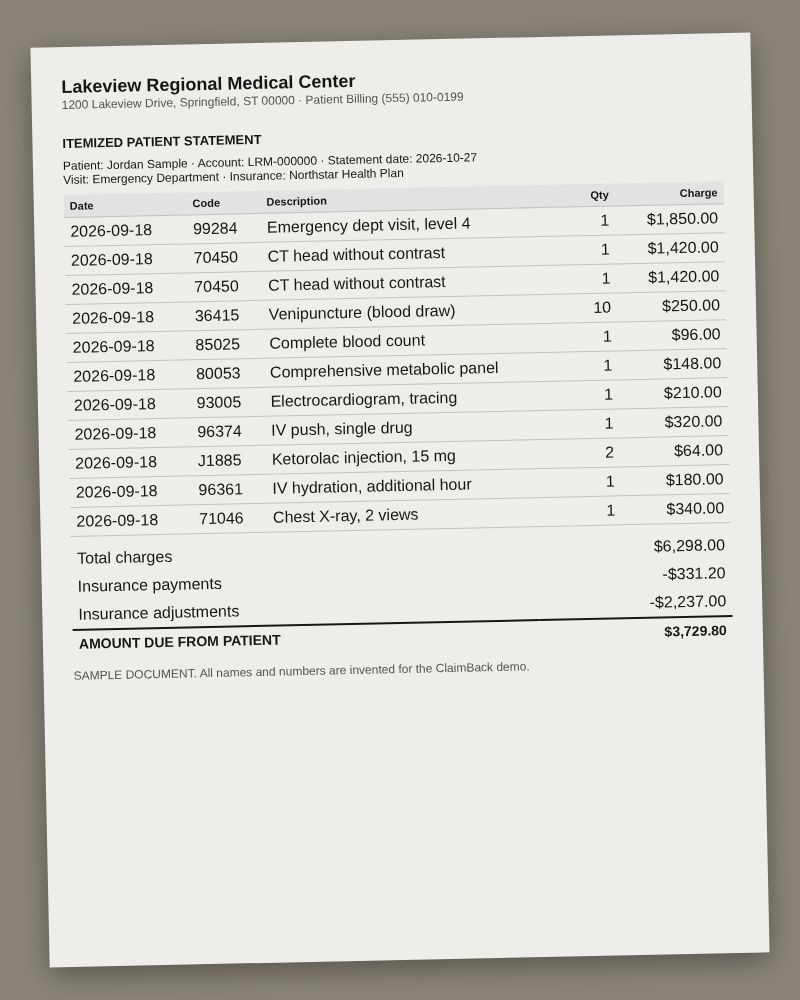 Lakeview Regional Medical Center
1200 Lakeview Drive, Springfield, ST 00000 · Patient Billing (555) 010-0199
ITEMIZED PATIENT STATEMENT
Patient: Jordan Sample · Account: LRM-000000 · Statement date: 2026-10-27
Visit: Emergency Department · Insurance: Northstar Health Plan
Date Code Description Qty Charge
2026-09-18 99284 Emergency dept visit, level 4 1 $1,850.00
2026-09-18 70450 CT head without contrast 1 $1,420.00
2026-09-18 70450 CT head without contrast 1 $1,420.00
2026-09-18 36415 Venipuncture (blood draw) 10 $250.00
2026-09-18 85025 Complete blood count 1 $96.00
2026-09-18 80053 Comprehensive metabolic panel 1 $148.00
2026-09-18 93005 Electrocardiogram, tracing 1 $210.00
2026-09-18 96374 IV push, single drug 1 $320.00
2026-09-18 J1885 Ketorolac injection, 15 mg 2 $64.00
2026-09-18 96361 IV hydration, additional hour 1 $180.00
2026-09-18 71046 Chest X-ray, 2 views 1 $340.00
Total charges $6,298.00
Insurance payments -$331.20
Insurance adjustments -$2,237.00
AMOUNT DUE FROM PATIENT $3,729.80
SAMPLE DOCUMENT. All names and numbers are invented for the ClaimBack demo.